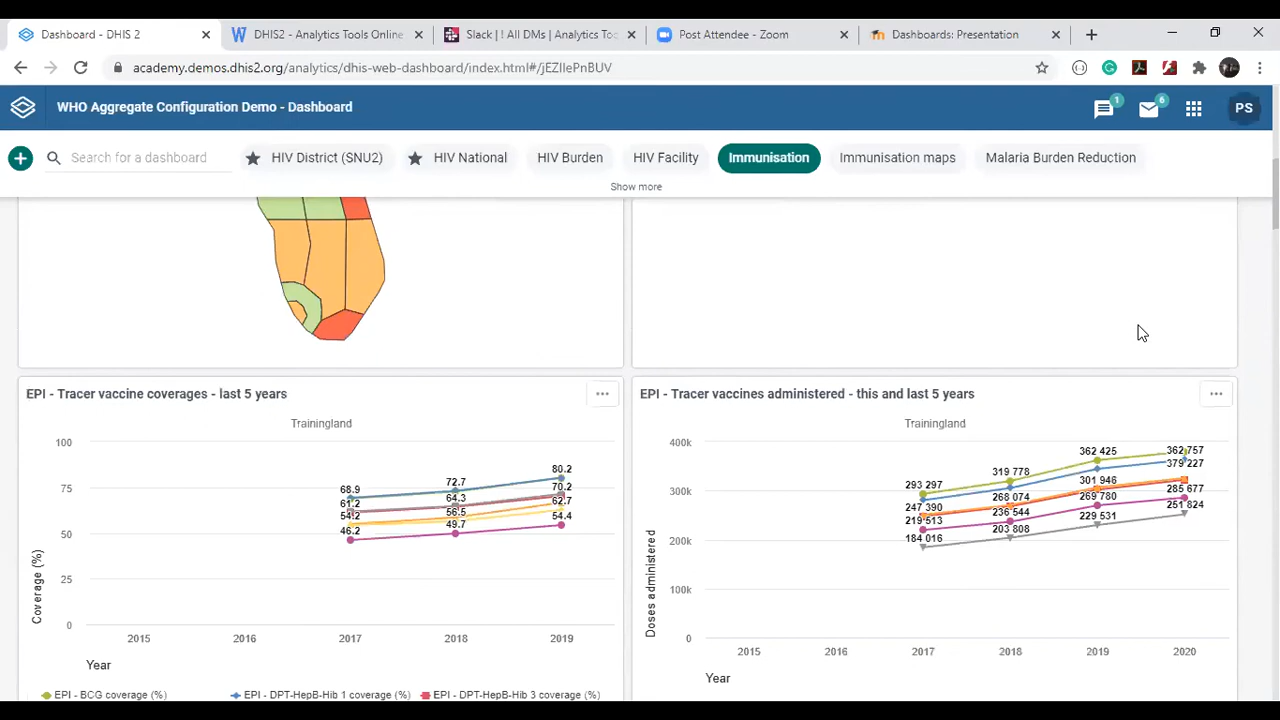 Dashboard - DHIS 2
DHIS2 - Analytics Tools Online
Slack | ! All DMs | Analytics Too
Post Attendee - Zoom
Dashboards: Presentation
academy.demos.dhis2.org/analytics/dhis-web-dashboard/index.html#/jEZIlePnBUV
WHO Aggregate Configuration Demo - Dashboard
1
6
PS
Search for a dashboard
HIV District (SNU2)
HIV National
HIV Burden
HIV Facility
Immunisation
Immunisation maps
Malaria Burden Reduction
Show more
EPI - Tracer vaccine coverages - last 5 years
Trainingland
100
75
50
25
0
Coverage (%)
68.9
61.2
54.2
46.2
72.7
64.3
56.5
49.7
80.2
70.2
62.7
54.4
2015
2016
2017
2018
2019
Year
EPI - BCG coverage (%)
EPI - DPT-HepB-Hib 1 coverage (%)
EPI - DPT-HepB-Hib 3 coverage (%)
EPI - Tracer vaccines administered - this and last 5 years
Trainingland
400k
300k
200k
100k
0
Doses administered
293 297
247 390
219 513
184 016
319 778
268 074
236 544
203 808
362 425
301 946
269 780
229 531
362 757
379 227
285 677
251 824
2015
2016
2017
2018
2019
2020
Year